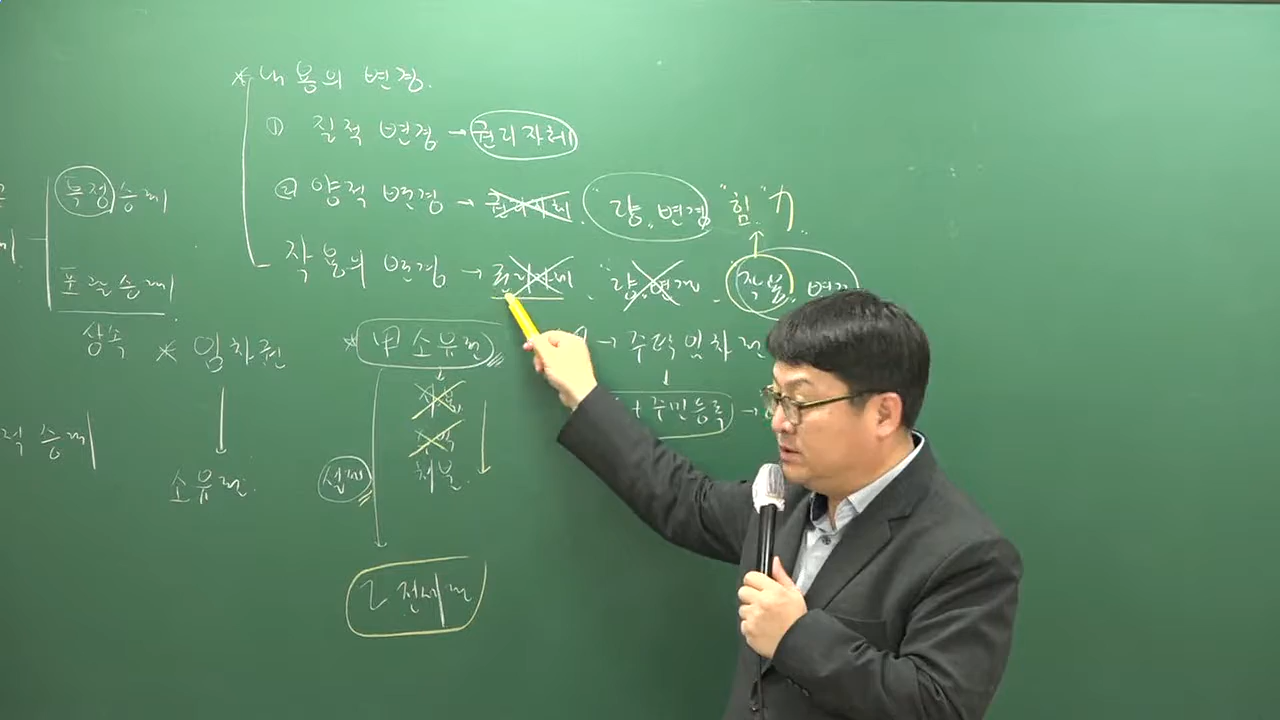 * 내용의 변경.
① 질적 변경 → 권리자체
② 양적 변경 → 권리자체. "양" 변경 "힘" 力
작용의 변경 → 권리자체. "양" 변경. 작용. 변경
특정승계
포괄승계
상속
* 임차권
↓
소유권.
승계
* 甲 소유권
↓
사용
수익
처분.
설정
乙 전세권
→ 주택임차권
↓
+ 주민등록 →